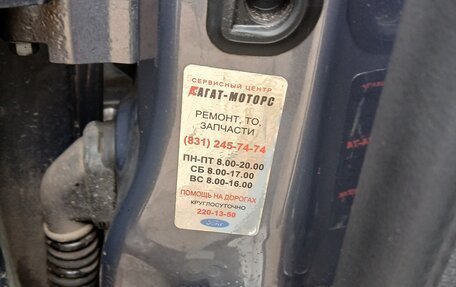 СЕРВИСНЫЙ ЦЕНТР
АГАТ-МОТОРС
РЕМОНТ, ТО,
ЗАПЧАСТИ
(831) 245-74-74
ПН-ПТ 8.00-20.00
СБ 8.00-17.00
ВС 8.00-16.00
ПОМОЩЬ НА ДОРОГАХ
КРУГЛОСУТОЧНО
220-13-50
Ford